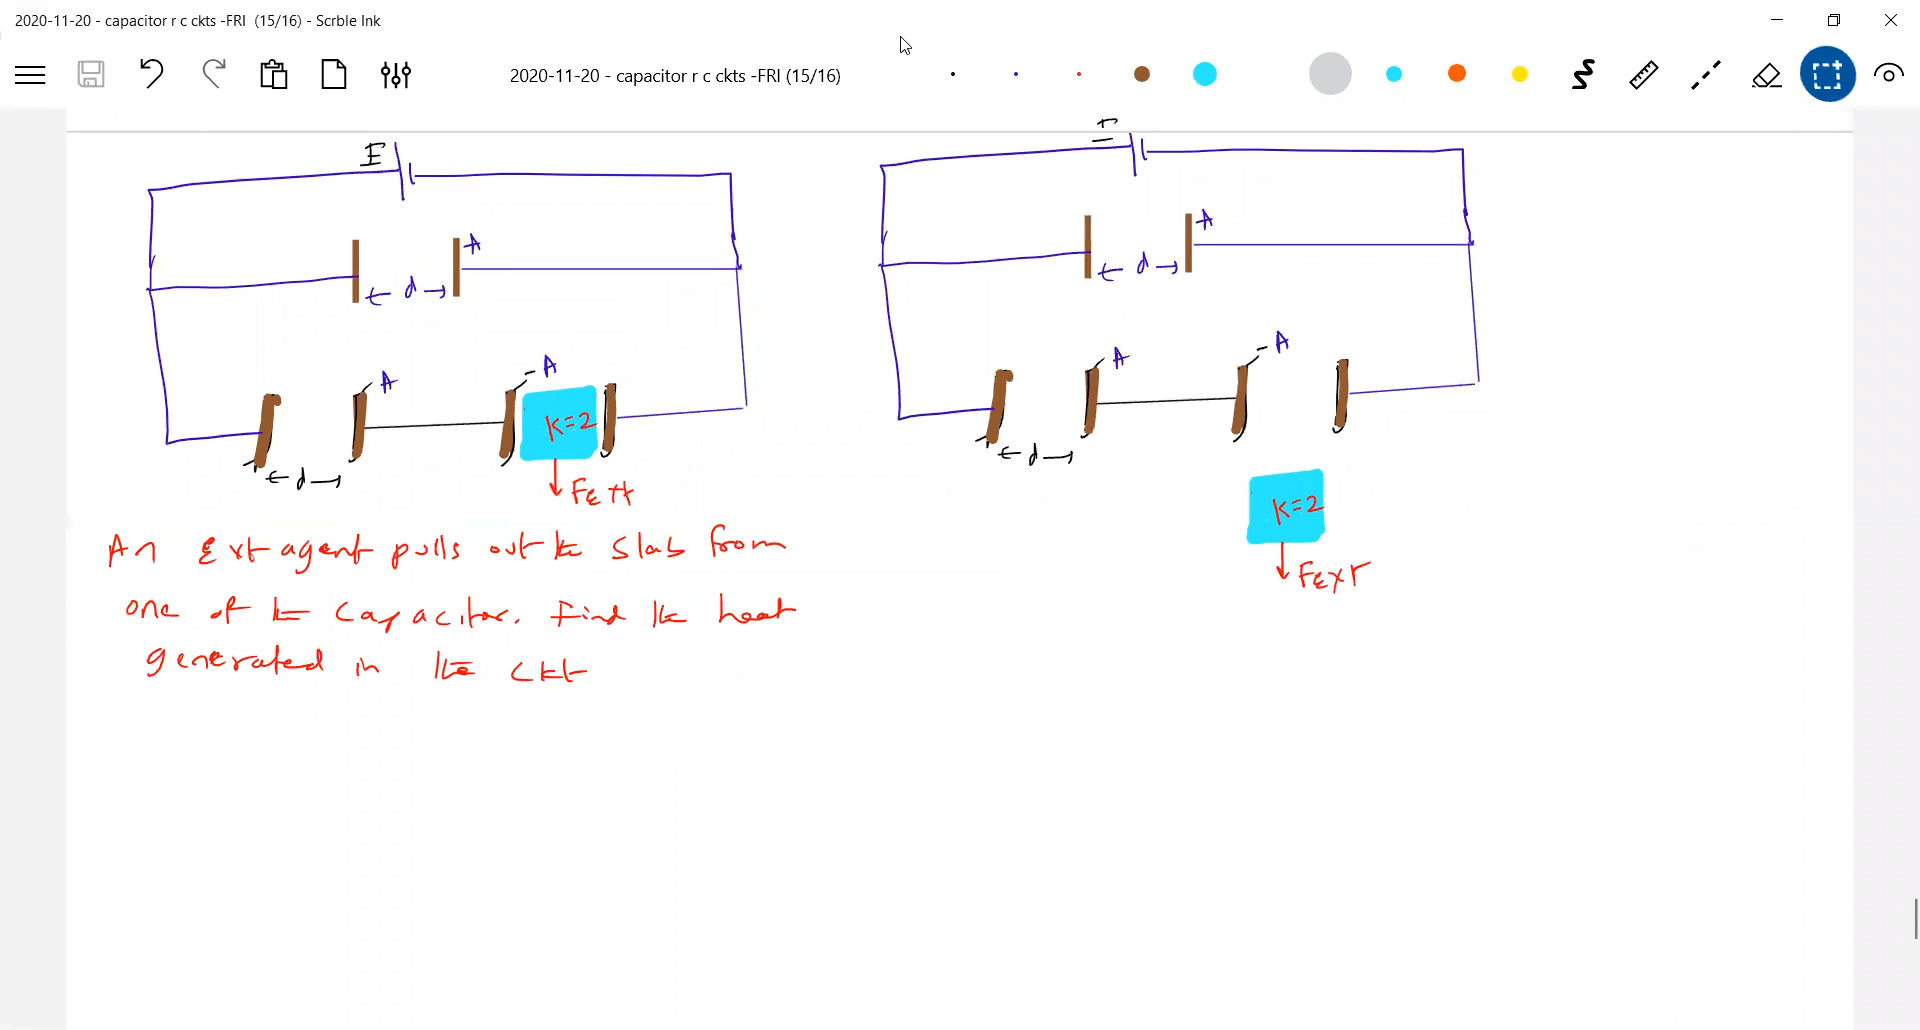 2020-11-20 - capacitor r c ckts -FRI (15/16) - Scrble Ink
2020-11-20 - capacitor r c ckts -FRI (15/16)
E
A
d
A
A
K=2
d
FExt
An Ext agent pulls out the slab from
one of the capacitor. Find the heat
generated in the ckt
A
d
A
A
d
K=2
FExt